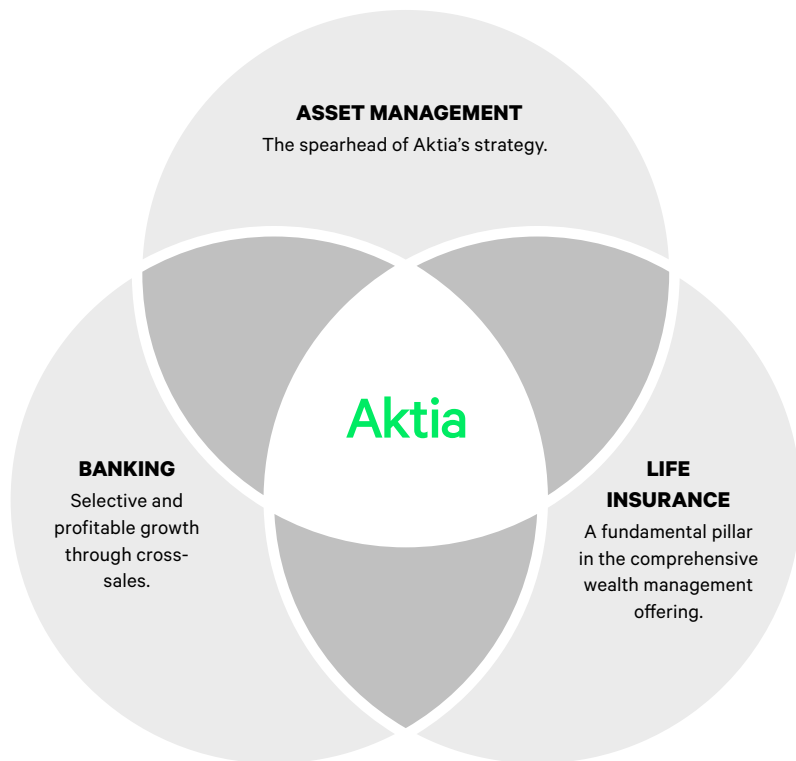 ASSET MANAGEMENT
The spearhead of Aktia’s strategy.
Aktia
BANKING
Selective and
profitable growth
through cross-
sales.
LIFE
INSURANCE
A fundamental pillar
in the comprehensive
wealth management
offering.